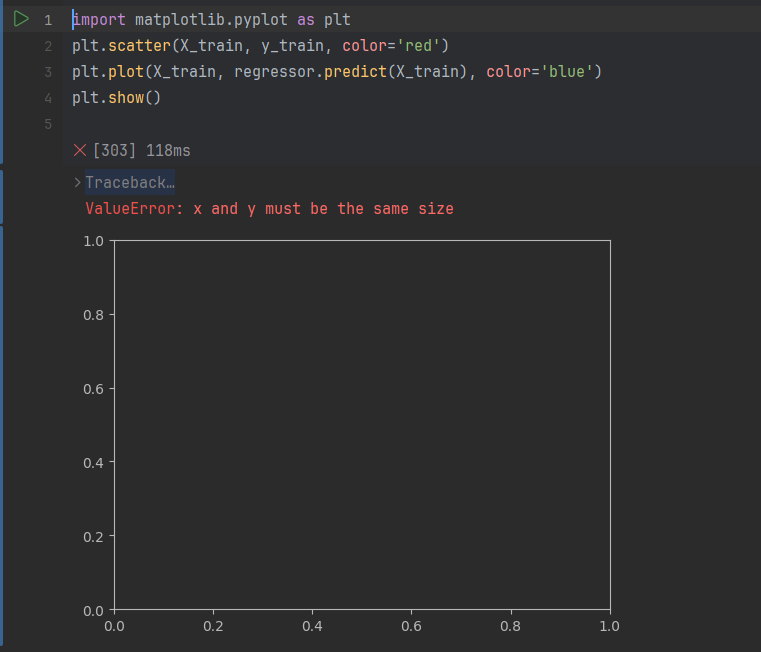 1 import matplotlib.pyplot as plt
2 plt.scatter(X_train, y_train, color='red')
3 plt.plot(X_train, regressor.predict(X_train), color='blue')
4 plt.show()
5
[303] 118ms
Traceback…
ValueError: x and y must be the same size
1.0
0.8
0.6
0.4
0.2
0.0
0.0 0.2 0.4 0.6 0.8 1.0